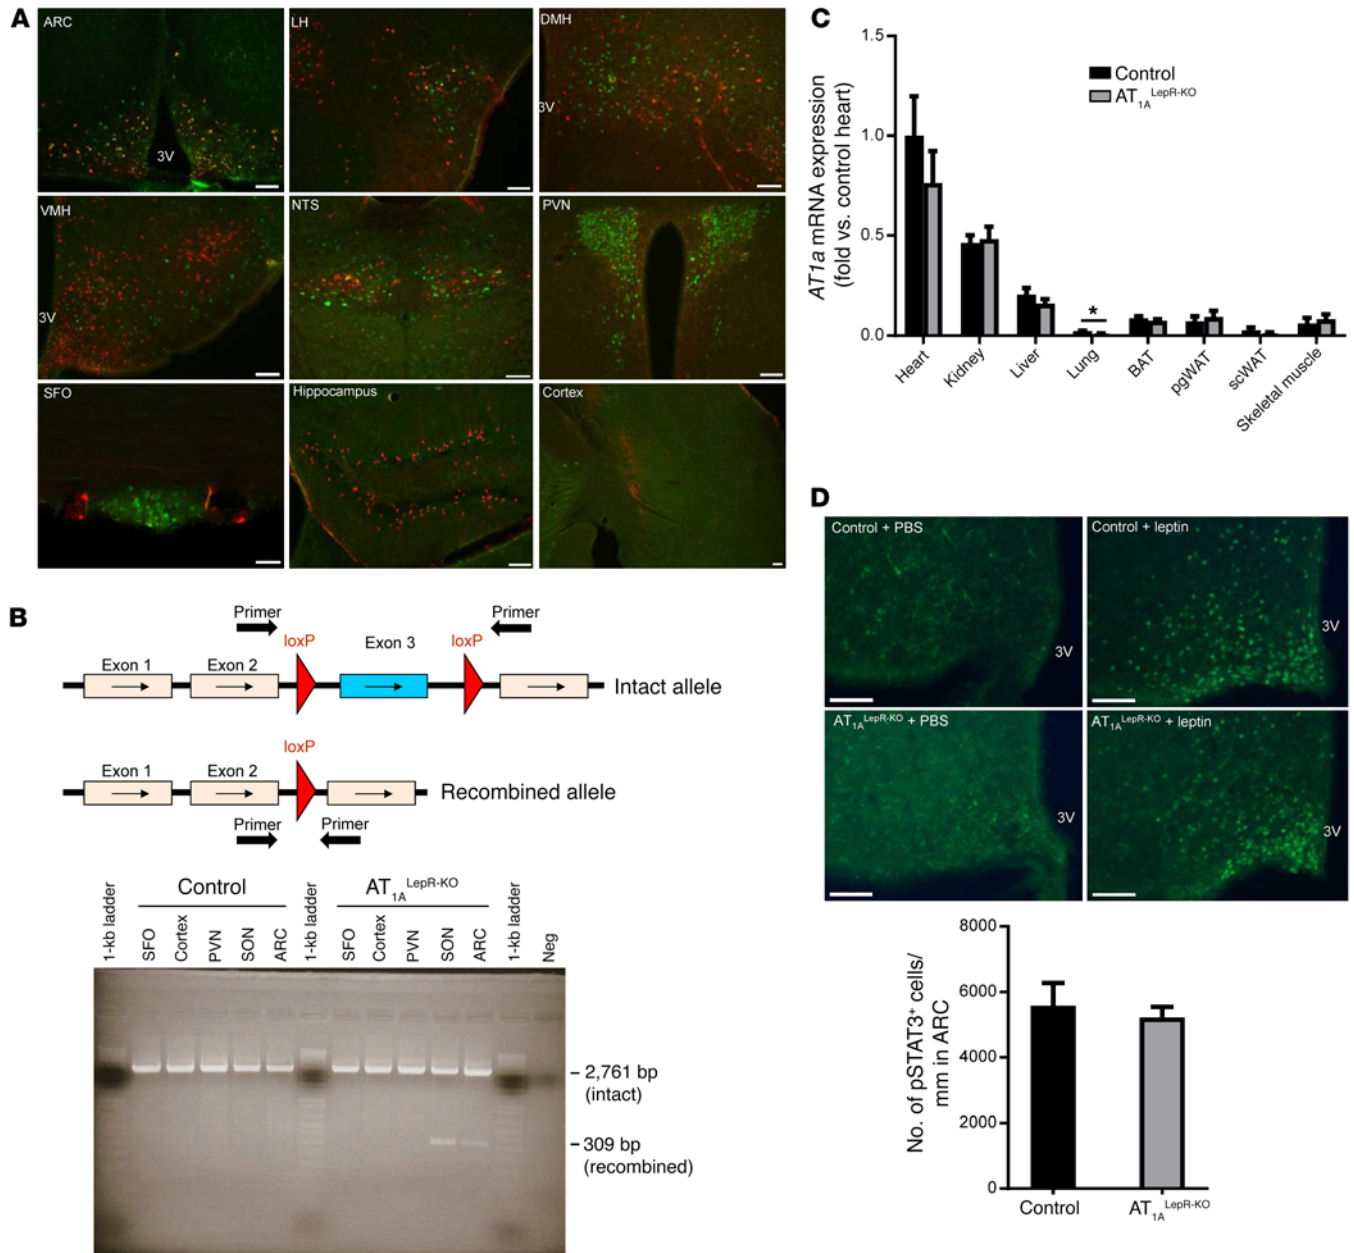 A
ARC
3V
LH
DMH
3V
VMH
3V
NTS
PVN
SFO
Hippocampus
Cortex
B
Primer
Primer
loxP
Exon 3
loxP
Exon 1
Exon 2
Intact allele
loxP
Exon 1
Exon 2
Recombined allele
Primer
Primer
Control
AT1A LepR-KO
1-kb ladder
SFO
Cortex
PVN
SON
ARC
1-kb ladder
SFO
Cortex
PVN
SON
ARC
1-kb ladder
Neg
2,761 bp
(intact)
309 bp
(recombined)
C
AT1a mRNA expression
(fold vs. control heart)
1.5
1.0
0.5
0.0
Control
AT1A LepR-KO
*
Heart
Kidney
Liver
Lung
BAT
pgWAT
scWAT
Skeletal muscle
D
Control + PBS
3V
Control + leptin
3V
AT1A LepR-KO + PBS
3V
AT1A LepR-KO + leptin
3V
No. of pSTAT3+ cells/
mm in ARC
8000
6000
4000
2000
0
Control
AT1A LepR-KO